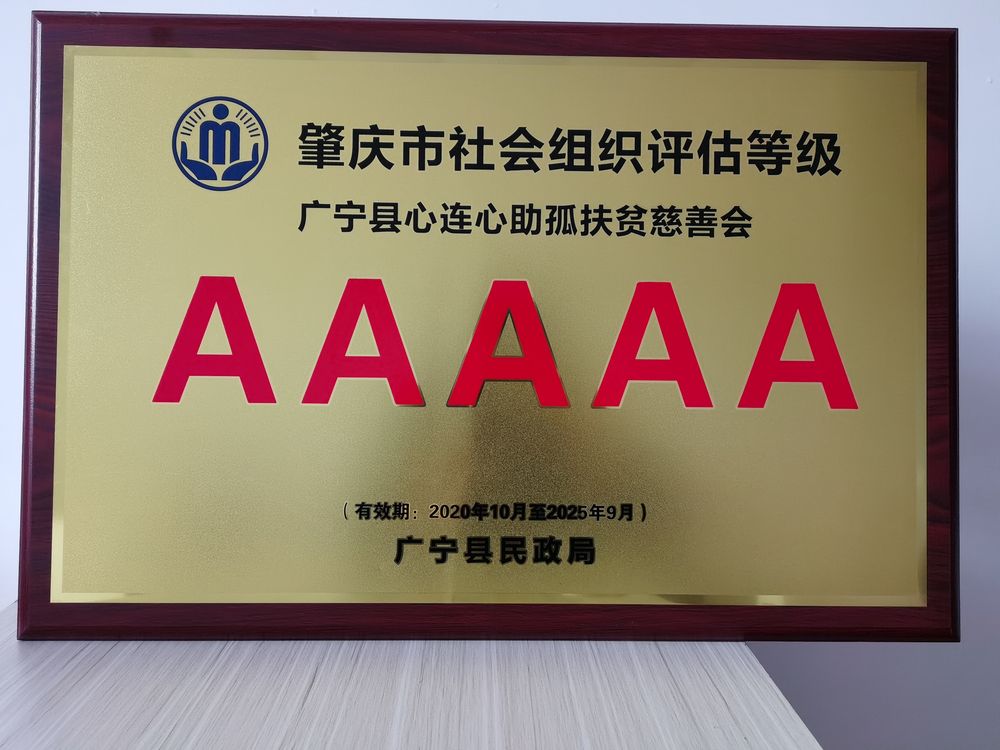 肇庆市社会组织评估等级
广宁县心连心助孤扶贫慈善会
AAAAA
（有效期：2020年10月至2025年9月）
广宁县民政局